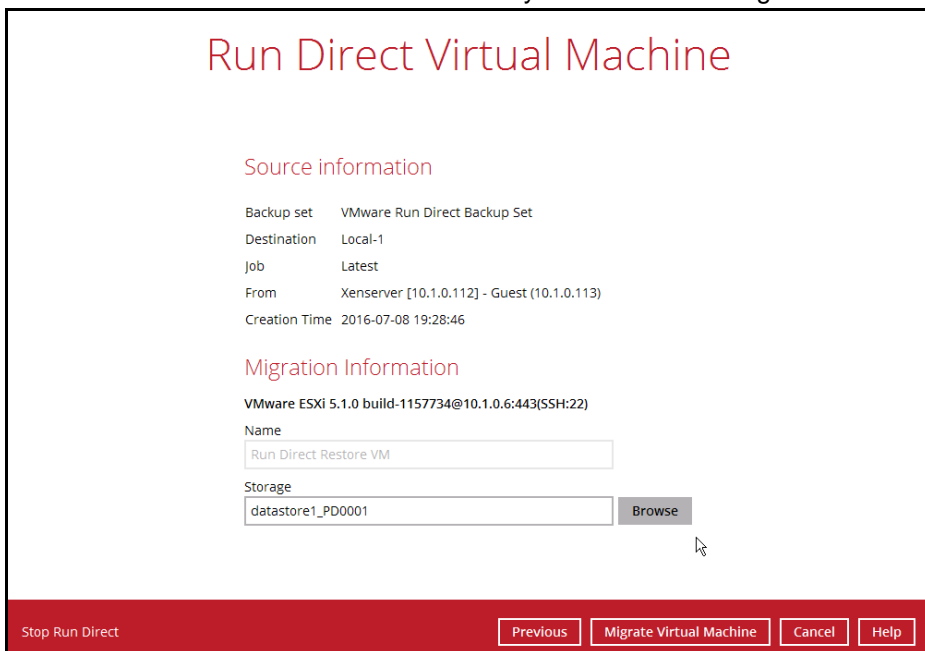 Run Direct Virtual Machine
Source information
Backup set VMware Run Direct Backup Set
Destination Local-1
Job Latest
From Xenserver [10.1.0.112] - Guest (10.1.0.113)
Creation Time 2016-07-08 19:28:46
Migration Information
VMware ESXi 5.1.0 build-1157734@10.1.0.6:443(SSH:22)
Name
Run Direct Restore VM
Storage
datastore1_PD0001 Browse
Stop Run Direct Previous Migrate Virtual Machine Cancel Help